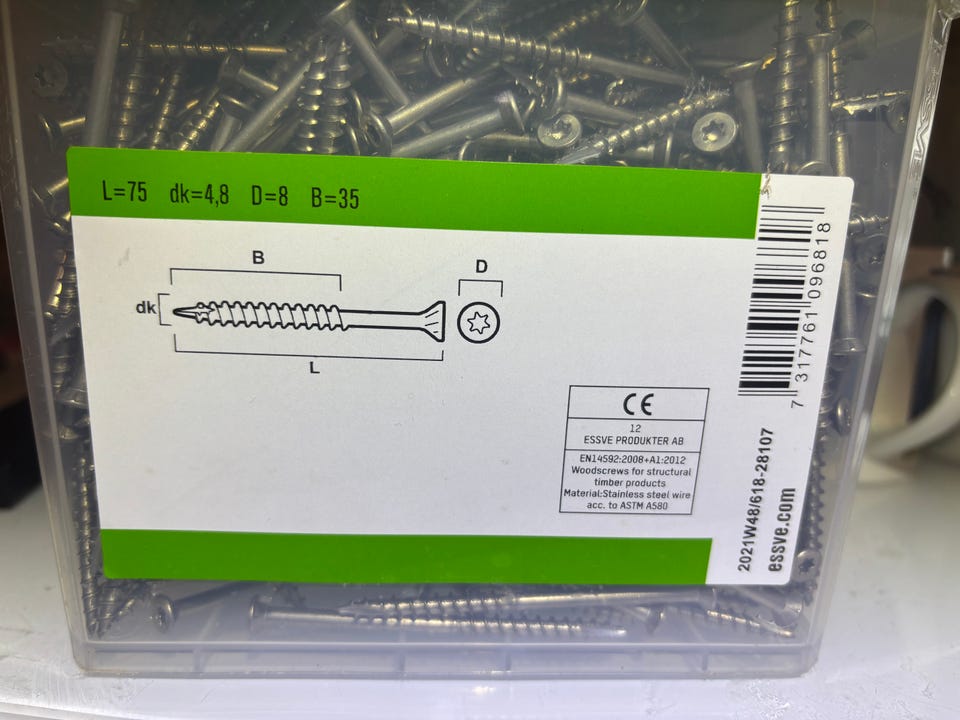 L=75 dk=4,8 D=8 B=35
B
D
dk
L
CE
12
ESSVE PRODUKTER AB
EN14592:2008+A1:2012
Woodscrews for structural
timber products
Material:Stainless steel wire
acc. to ASTM A580
7 317761 096818
2021W48/618-28107
essve.com